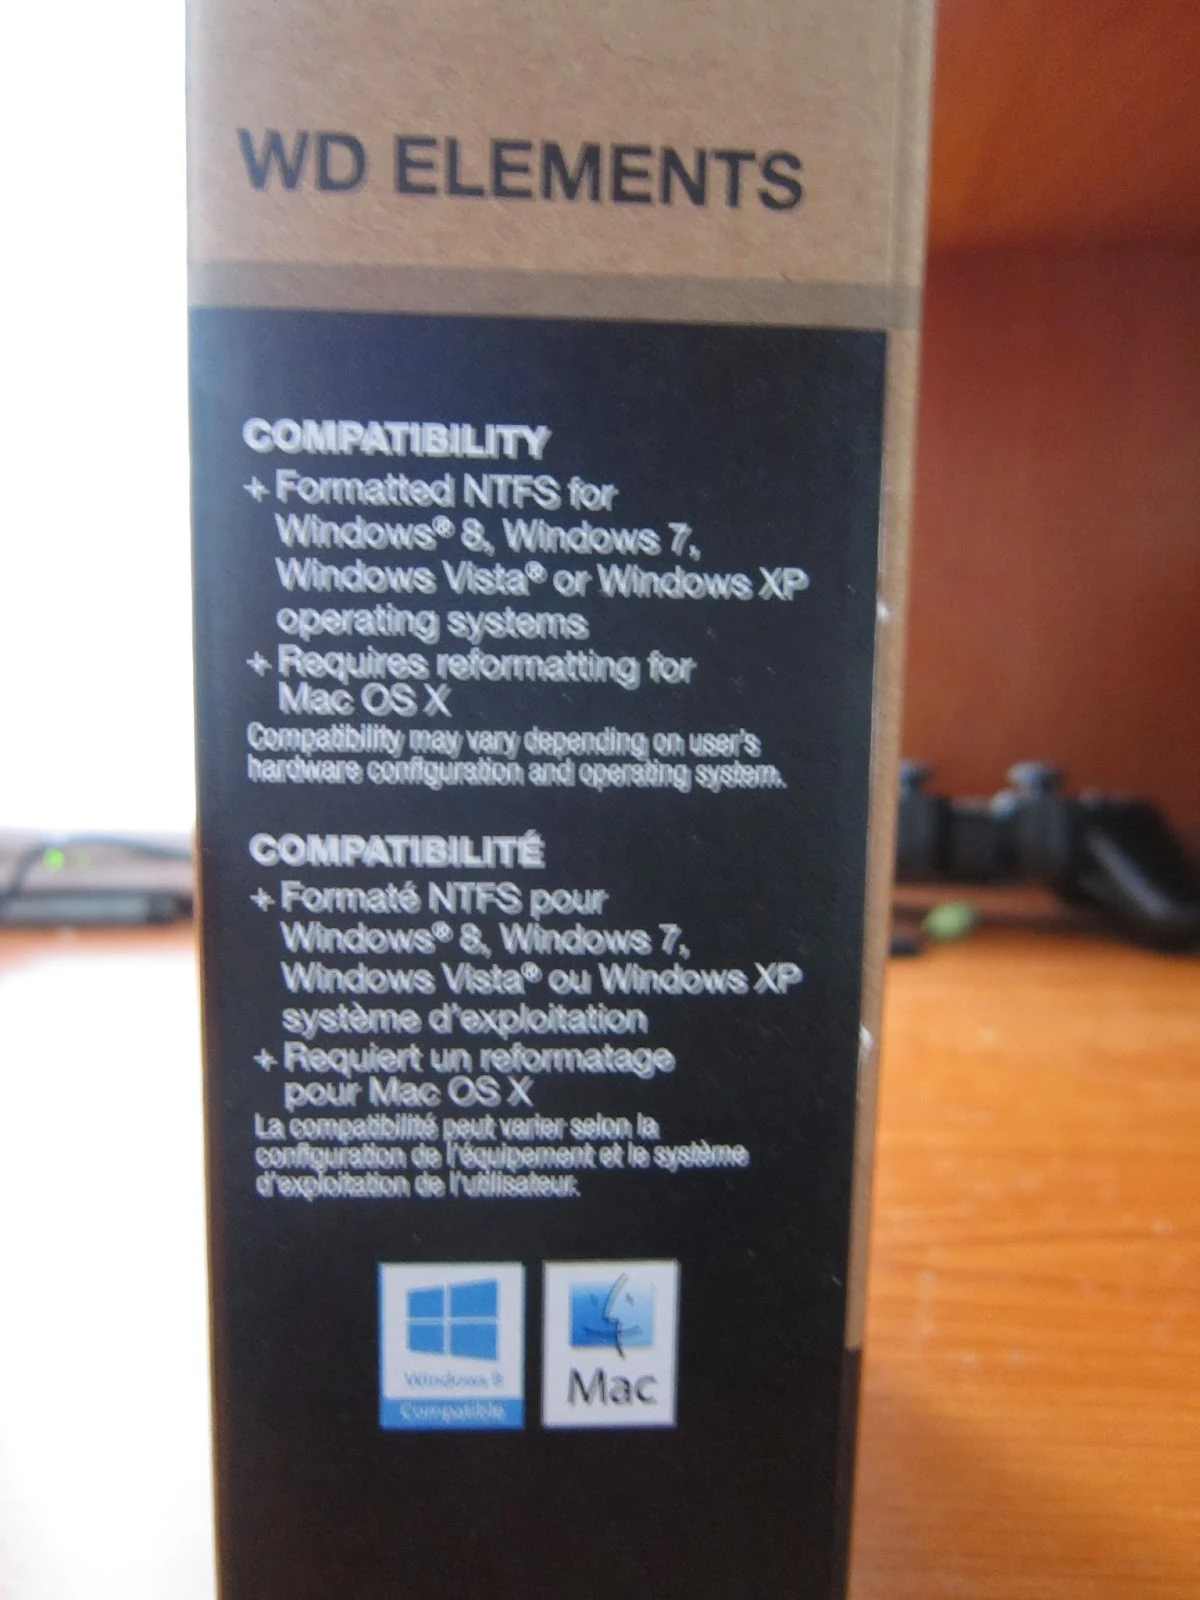 WD ELEMENTS
COMPATIBILITY
+ Formatted NTFS for
Windows® 8, Windows 7,
Windows Vista® or Windows XP
operating systems
+ Requires reformatting for
Mac OS X
Compatibility may vary depending on user's
hardware configuration and operating system.
COMPATIBILITÉ
+ Formaté NTFS pour
Windows® 8, Windows 7,
Windows Vista® ou Windows XP
système d'exploitation
+ Requiert un reformatage
pour Mac OS X
La compatibilité peut varier selon la
configuration de l'équipement et le système
d'exploitation de l'utilisateur.
Windows 8
Compatible
Mac